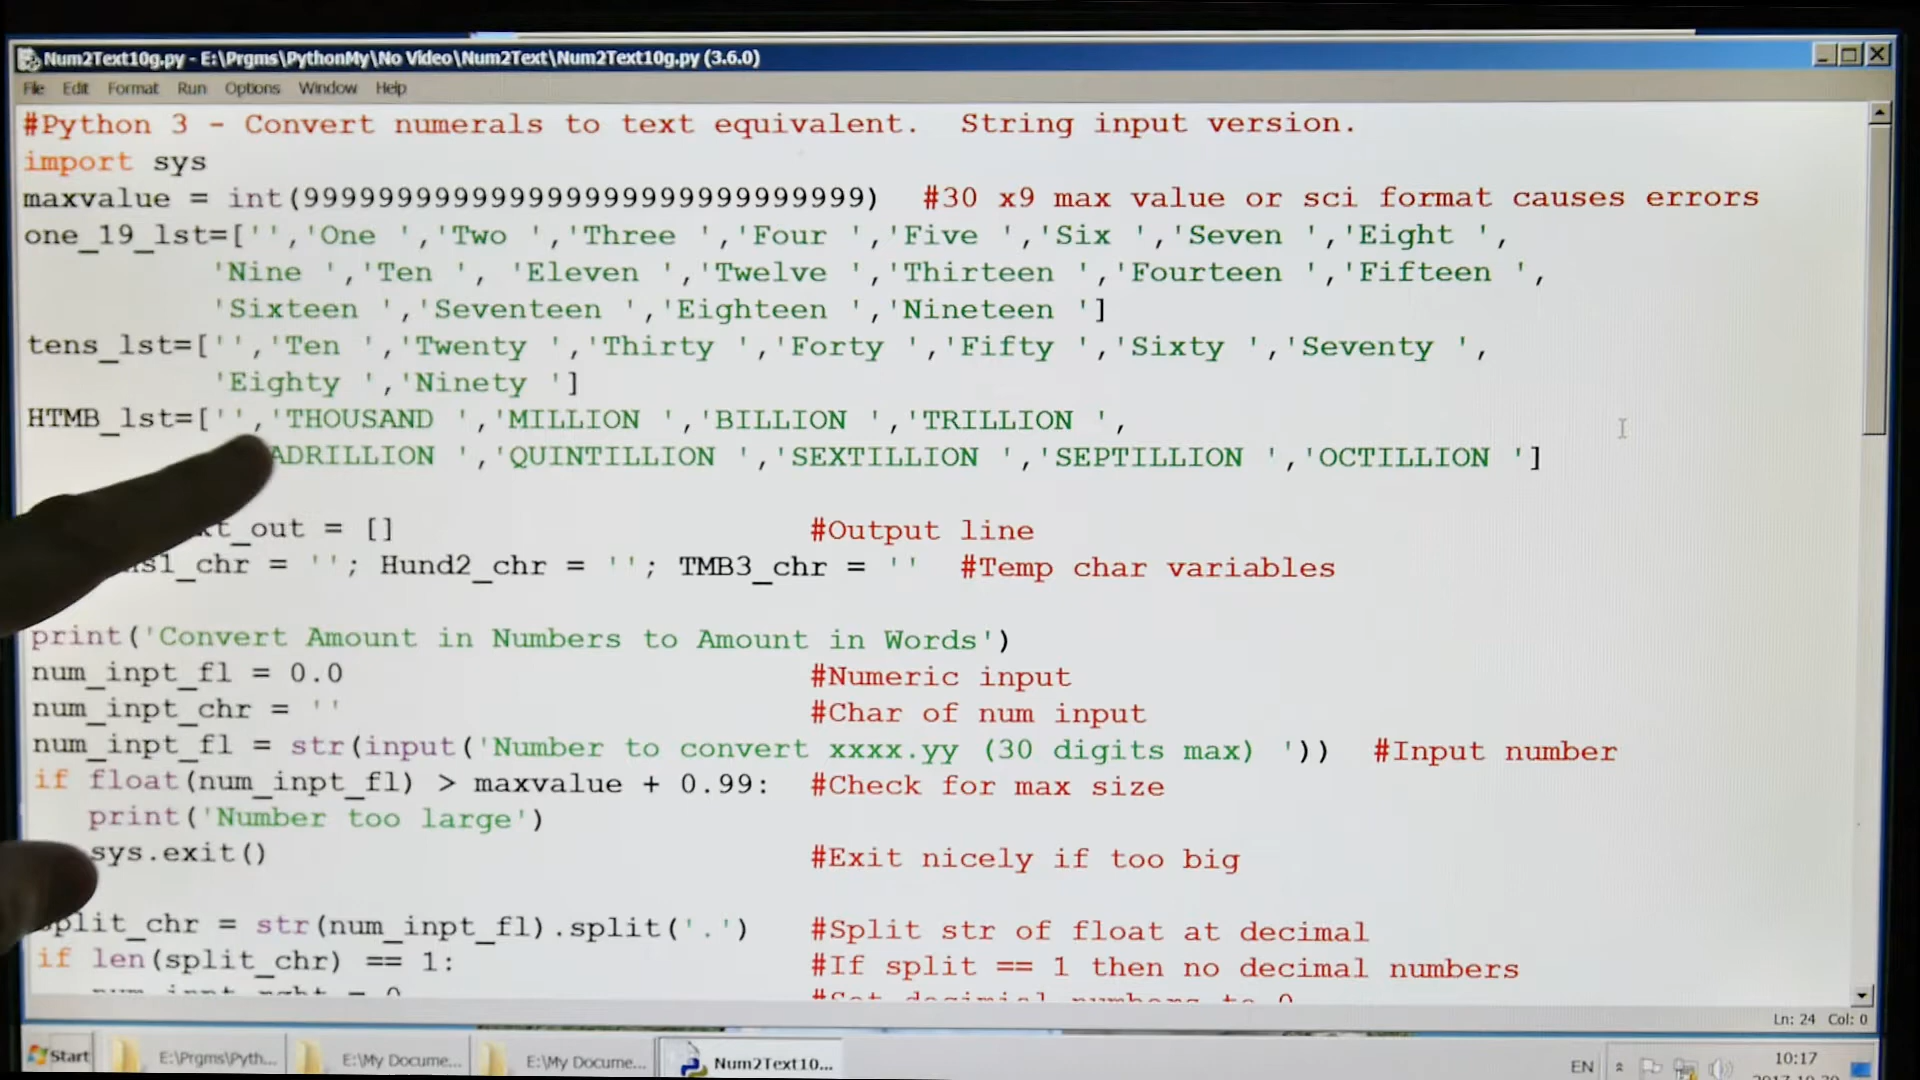 Num2Text10g.py - E:\Prgms\PythonMy\No Video\Num2Text\Num2Text10g.py (3.6.0)
File Edit Format Run Options Window Help
#Python 3 - Convert numerals to text equivalent.  String input version.
import sys
maxvalue = int(999999999999999999999999999999)  #30 x9 max value or sci format causes errors
one_19_lst=['','One ','Two ','Three ','Four ','Five ','Six ','Seven ','Eight ',
'Nine ','Ten ', 'Eleven ','Twelve ','Thirteen ','Fourteen ','Fifteen ',
'Sixteen ','Seventeen ','Eighteen ','Nineteen ']
tens_lst=['','Ten ','Twenty ','Thirty ','Forty ','Fifty ','Sixty ','Seventy ',
'Eighty ','Ninety ']
HTMB_lst=['','THOUSAND ','MILLION ','BILLION ','TRILLION ',
ADRILLION ','QUINTILLION ','SEXTILLION ','SEPTILLION ','OCTILLION ']
t_out = []  #Output line
s1_chr = ''; Hund2_chr = ''; TMB3_chr = ''  #Temp char variables
print('Convert Amount in Numbers to Amount in Words')
num_inpt_fl = 0.0  #Numeric input
num_inpt_chr = ''  #Char of num input
num_inpt_fl = str(input('Number to convert xxxx.yy (30 digits max) '))  #Input number
if float(num_inpt_fl) > maxvalue + 0.99:  #Check for max size
print('Number too large')
sys.exit()  #Exit nicely if too big
split_chr = str(num_inpt_fl).split('.')  #Split str of float at decimal
if len(split_chr) == 1:  #If split == 1 then no decimal numbers
Ln: 24 Col: 0
Start E:\Prgms\Pyth... E:\My Docume... E:\My Docume... Num2Text10... EN 10:17